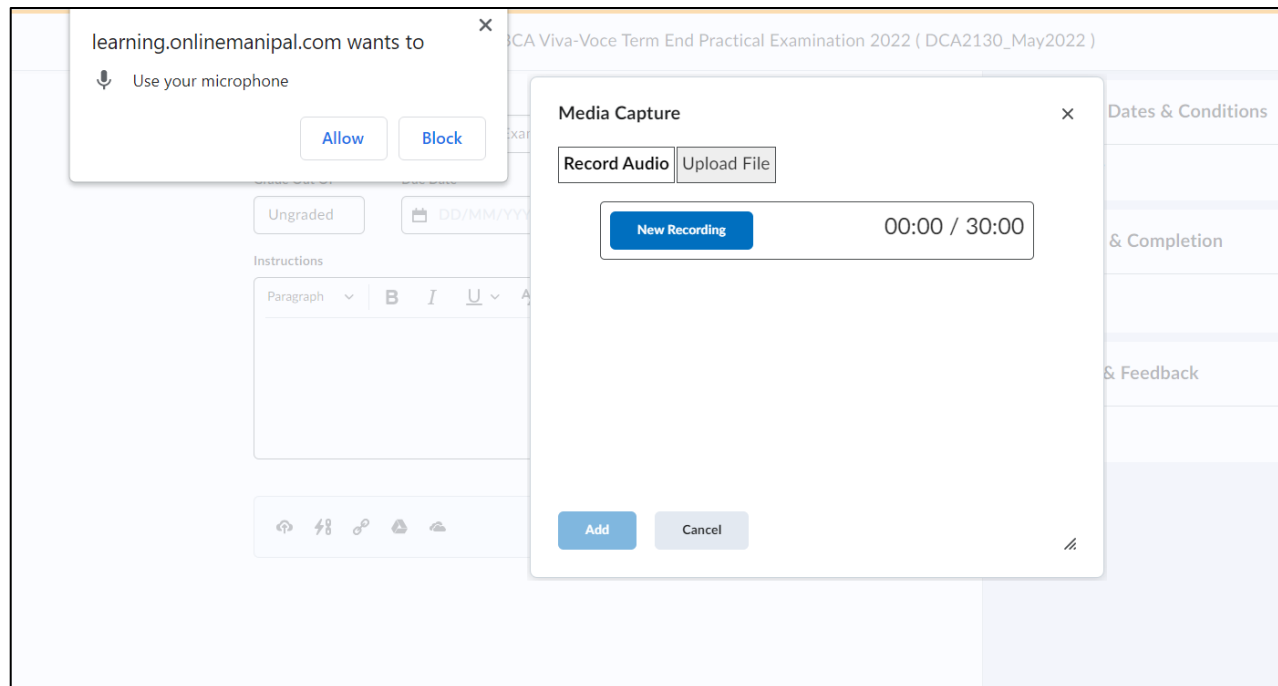 learning.onlinemanipal.com wants to
Use your microphone
Allow
Block
BCA Viva-Voce Term End Practical Examination 2022 ( DCA2130_May2022 )
Media Capture
Record Audio
Upload File
New Recording
00:00 / 30:00
Add
Cancel
Due Date
Ungraded
DD/MM/YYY
Instructions
Paragraph
B I U
Dates & Conditions
& Completion
& Feedback